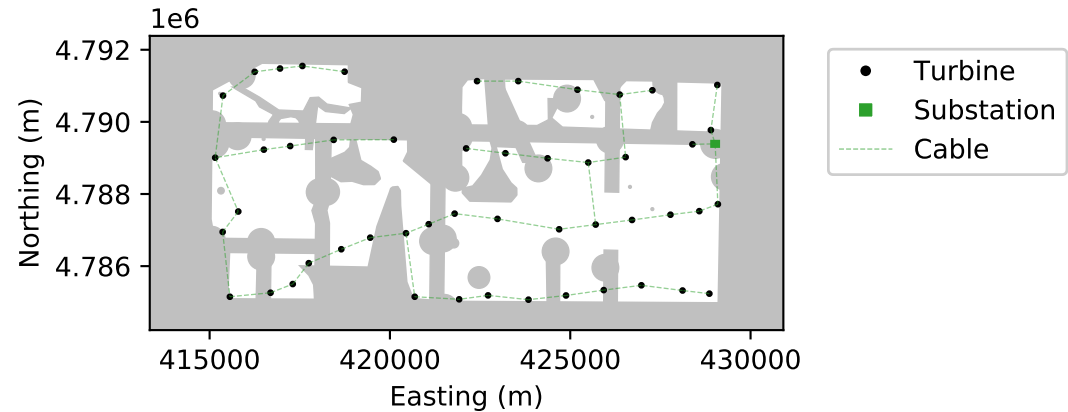 1e6
4.792
4.790
4.788
4.786
Northing (m)
415000 420000 425000 430000
Easting (m)
Turbine
Substation
Cable